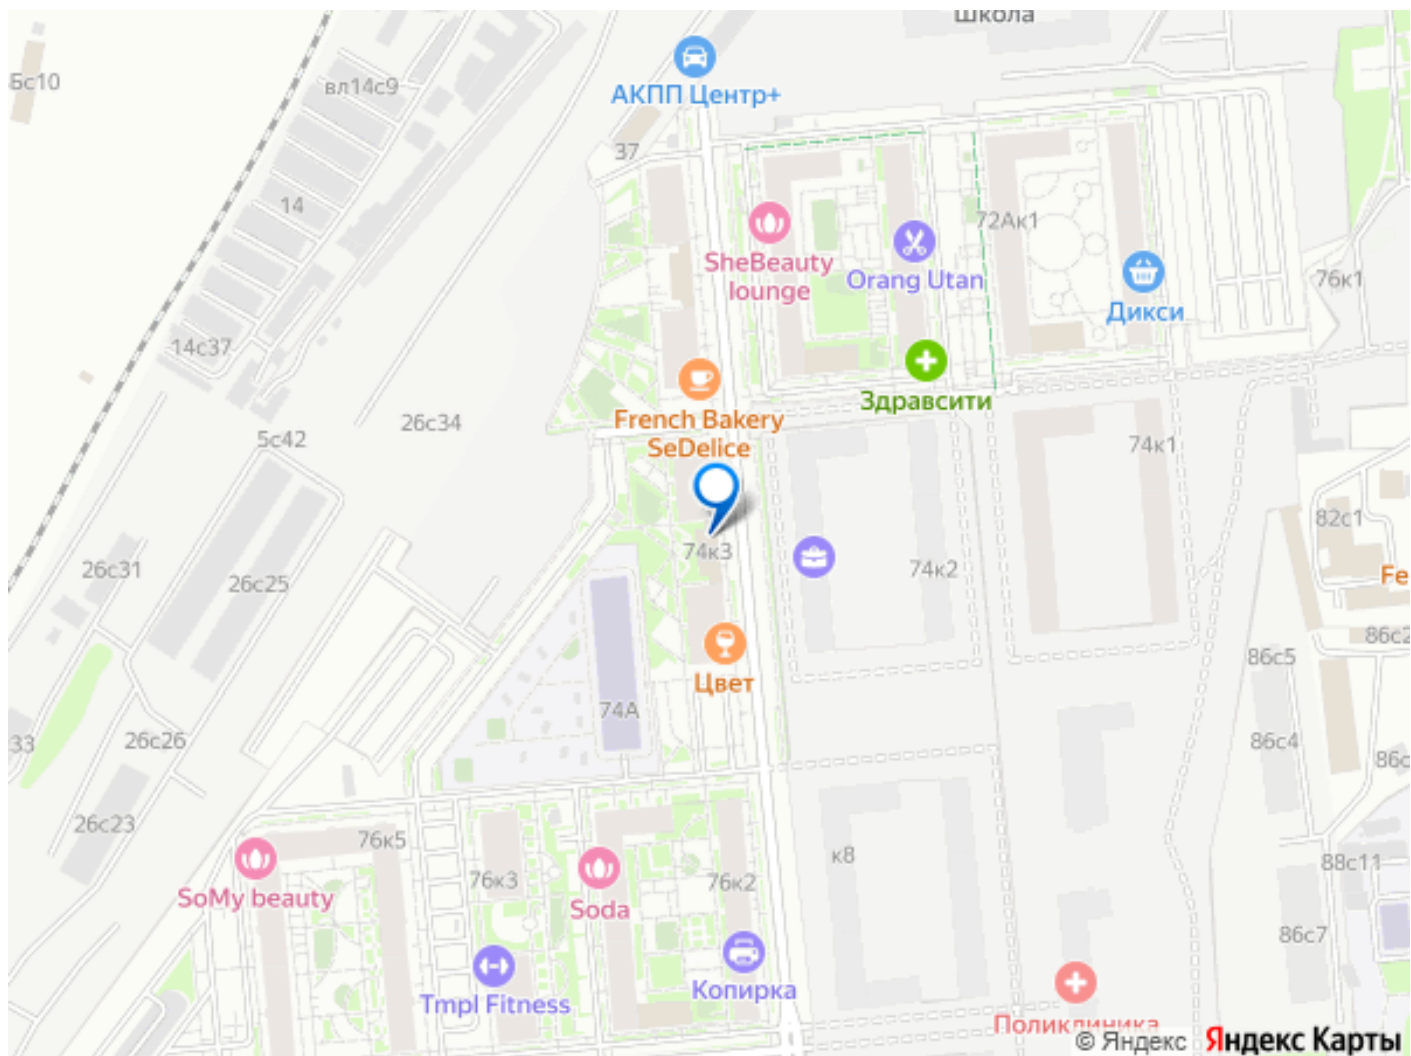 Школа
5с10
вл14с9
АКПП Центр+
37
14
72Ак1
SheBeauty
lounge
Orang Utan
Дикси
76к1
14с37
French Bakery
SeDelice
Здравсити
26с34
5с42
74к1
82с1
74к3
26с31
26с25
74к2
Fe
86с2
86с5
Цвет
74А
33
26с26
86с4
86с
26с23
76к5
к8
88с11
SoMy beauty
76к3
Soda
76к2
86с7
Tmpl Fitness
Копирка
Поликлиника
© Яндекс Яндекс Карты